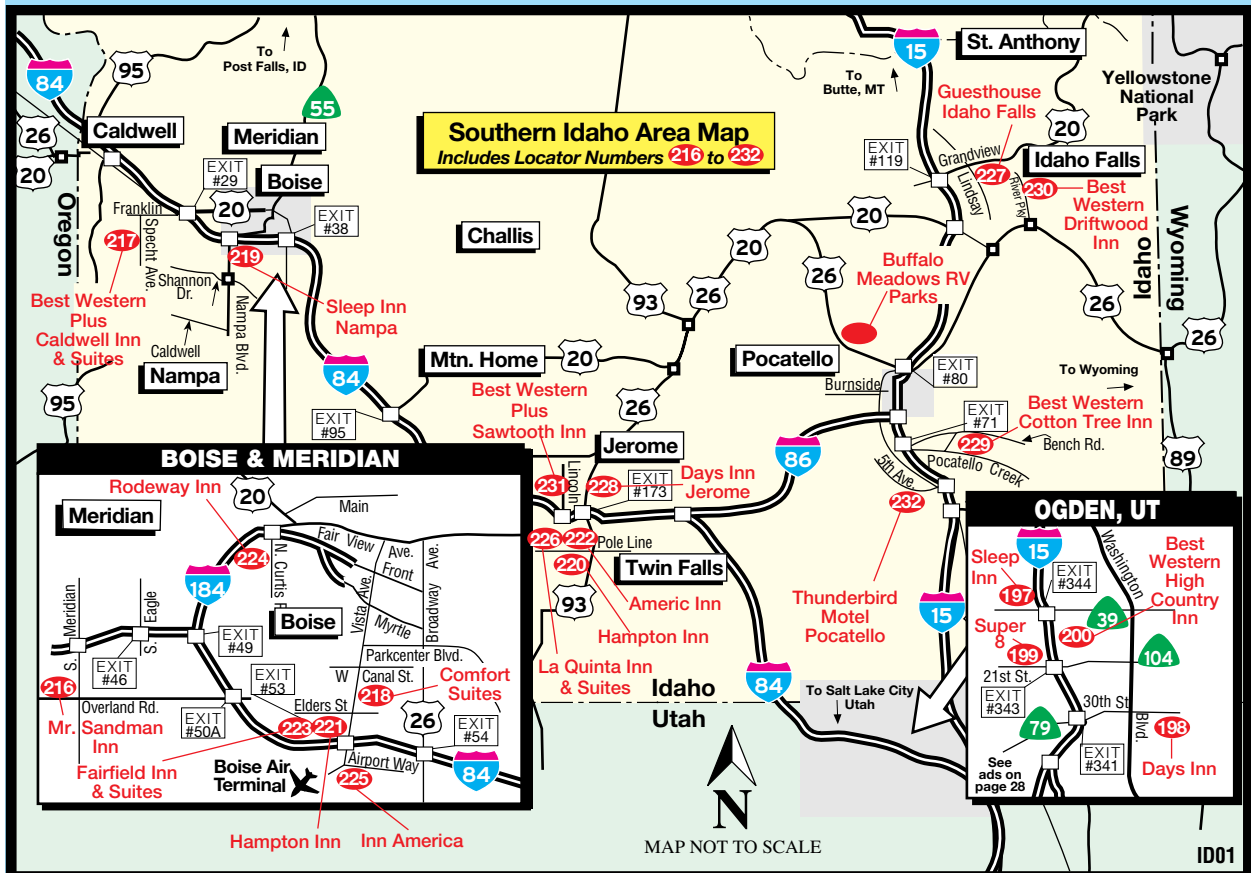 Southern Idaho Area Map
Includes Locator Numbers 216 to 232
84
95
26
20
Caldwell
To
Post Falls, ID
55
Meridian
Boise
EXIT
#29
Franklin
20
EXIT
#38
Oregon
217
Specht Ave.
Best Western
Plus
Caldwell Inn
& Suites
Shannon
Dr.
219
Sleep Inn
Nampa
Nampa Blvd.
Caldwell
Nampa
95
84
EXIT
#95
Challis
Mtn. Home
20
93
26
20
26
20
26
15
To
Butte, MT
St. Anthony
Yellowstone
National
Park
Guesthouse
Idaho Falls
20
EXIT
#119
Grandview
Idaho Falls
227
Lindsay
River Pky
230
Best
Western
Driftwood
Inn
Idaho
Wyoming
26
26
Buffalo
Meadows RV
Parks
Pocatello
EXIT
#80
Burnside
To Wyoming
EXIT
#71
Best Western
Cotton Tree Inn
229
Bench Rd.
Pocatello Creek
5th Ave.
232
89
86
Best Western
Plus
Sawtooth Inn
Jerome
231
Lincoln
228
EXIT
#173
Days Inn
Jerome
226
222
Pole Line
220
Twin Falls
93
Americ Inn
Hampton Inn
La Quinta Inn
& Suites
Thunderbird
Motel
Pocatello
15
84
Idaho
Utah
To Salt Lake City
Utah
BOISE & MERIDIAN
Rodeway Inn
20
Main
Meridian
224
N. Curtis R
Fair View
Ave.
Front
Vista Ave.
Broadway Ave.
184
Boise
Myrtle
S. Meridian
S. Eagle
EXIT
#49
Parkcenter Blvd.
EXIT
#46
W
Canal St.
218
Comfort
Suites
216
Overland Rd.
EXIT
#53
Elders St
26
EXIT
#54
Mr. Sandman
Inn
EXIT
#50A
223
221
Fairfield Inn
& Suites
Boise Air
Terminal
Airport Way
225
84
Hampton Inn
Inn America
OGDEN, UT
15
Washington
Best
Western
High
Country
Inn
Sleep
Inn
197
EXIT
#344
39
Super
8
199
200
104
21st St.
EXIT
#343
30th St
79
Blvd.
198
See
ads on
page 28
EXIT
#341
Days Inn
N
MAP NOT TO SCALE
ID01